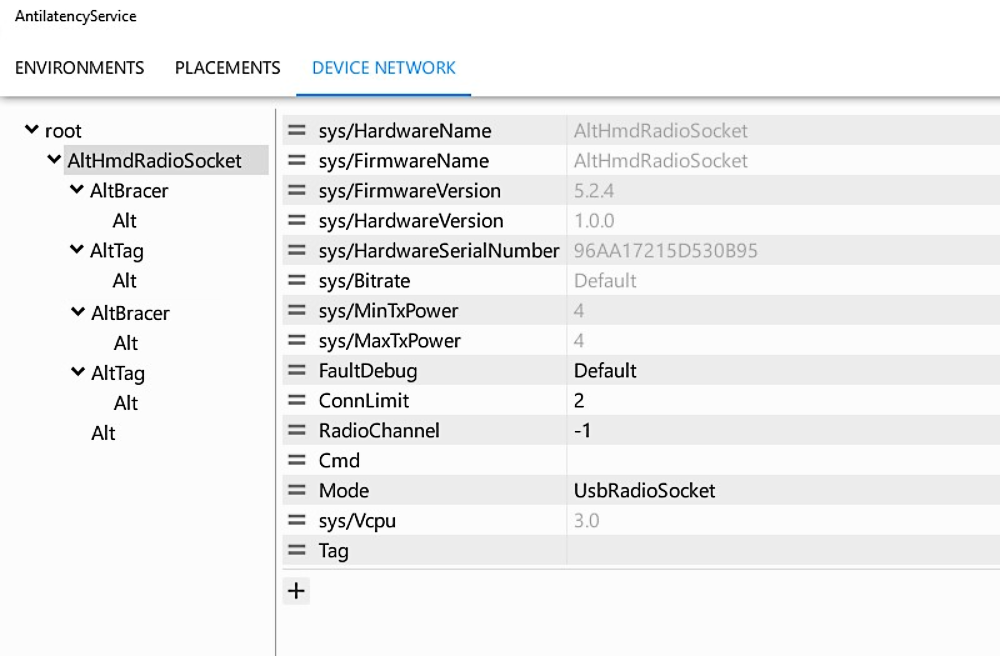 AntilatencyService
ENVIRONMENTS PLACEMENTS DEVICE NETWORK
root
AltHmdRadioSocket
AltBracer
Alt
AltTag
Alt
AltBracer
Alt
AltTag
Alt
Alt
sys/HardwareName AltHmdRadioSocket
sys/FirmwareName AltHmdRadioSocket
sys/FirmwareVersion 5.2.4
sys/HardwareVersion 1.0.0
sys/HardwareSerialNumber 96AA17215D530B95
sys/Bitrate Default
sys/MinTxPower 4
sys/MaxTxPower 4
FaultDebug Default
ConnLimit 2
RadioChannel -1
Cmd
Mode UsbRadioSocket
sys/Vcpu 3.0
Tag
+